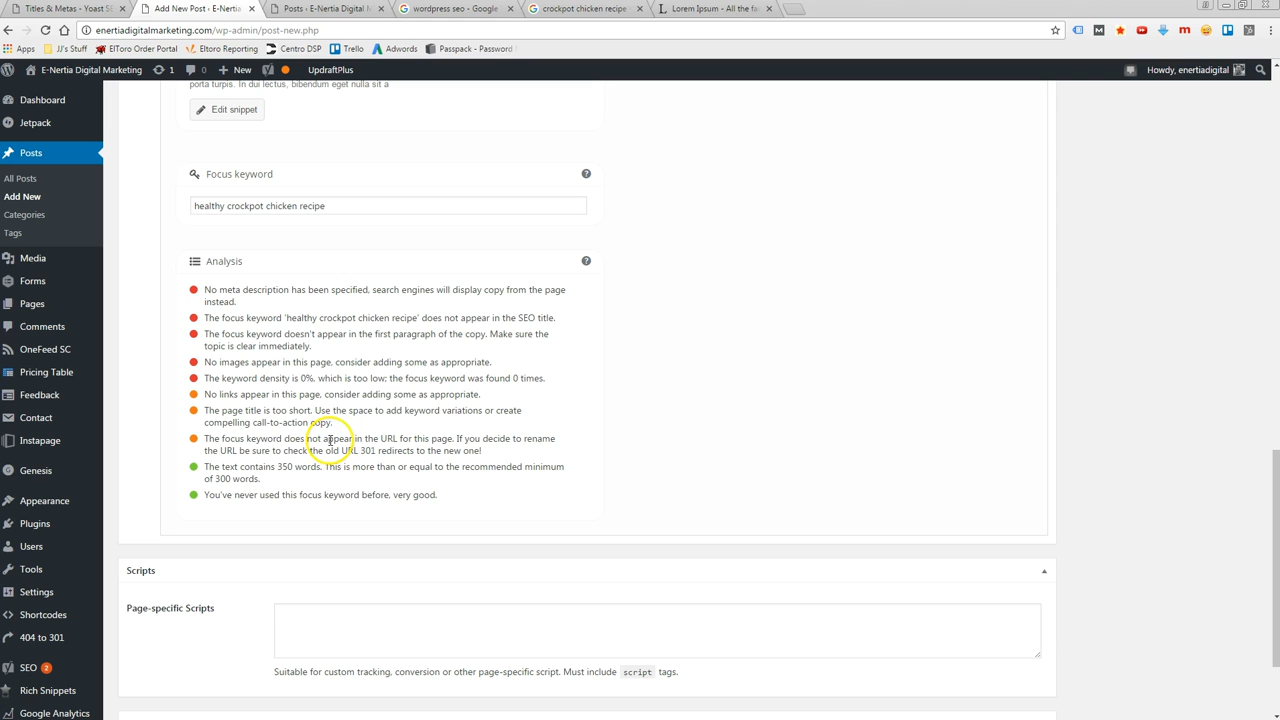 Titles & Metas - Yoast S
Add New Post ‹ E-Nertia
Posts ‹ E-Nertia Digital M
wordpress seo - Google
crockpot chicken recipe
Lorem Ipsum - All the fa
enertiadigitalmarketing.com/wp-admin/post-new.php
Apps
JJ's Stuff
ElToro Order Portal
Eltoro Reporting
Centro DSP
Trello
Adwords
Passpack - Password
E-Nertia Digital Marketing
1
0
New
UpdraftPlus
Howdy, enertiadigital
Dashboard
Jetpack
Posts
All Posts
Add New
Categories
Tags
Media
Forms
Pages
Comments
OneFeed SC
Pricing Table
Feedback
Contact
Instapage
Genesis
Appearance
Plugins
Users
Tools
Settings
Shortcodes
404 to 301
SEO 2
Rich Snippets
Google Analytics
porta turpis. In dui lectus, bibendum eget nulla sit a
Edit snippet
Focus keyword
healthy crockpot chicken recipe
Analysis
No meta description has been specified, search engines will display copy from the page
instead.
The focus keyword 'healthy crockpot chicken recipe' does not appear in the SEO title.
The focus keyword doesn't appear in the first paragraph of the copy. Make sure the
topic is clear immediately.
No images appear in this page, consider adding some as appropriate.
The keyword density is 0%, which is too low; the focus keyword was found 0 times.
No links appear in this page, consider adding some as appropriate.
The page title is too short. Use the space to add keyword variations or create
compelling call-to-action copy.
The focus keyword does not appear in the URL for this page. If you decide to rename
the URL be sure to check the old URL 301 redirects to the new one!
The text contains 350 words. This is more than or equal to the recommended minimum
of 300 words.
You've never used this focus keyword before, very good.
Scripts
Page-specific Scripts
Suitable for custom tracking, conversion or other page-specific script. Must include script tags.